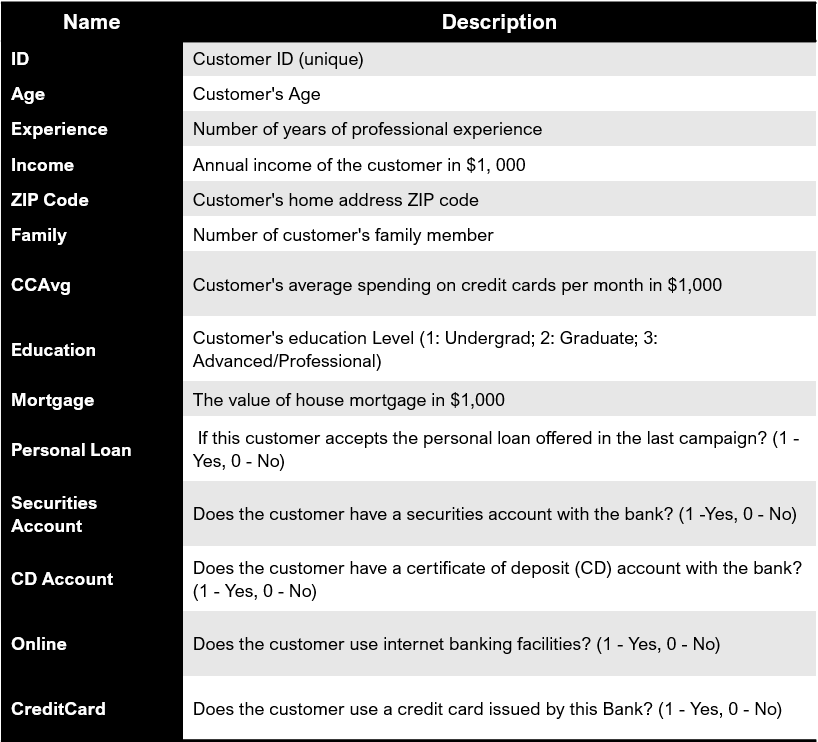 Name Description
ID Customer ID (unique)
Age Customer's Age
Experience Number of years of professional experience
Income Annual income of the customer in $1, 000
ZIP Code Customer's home address ZIP code
Family Number of customer's family member
CCAvg Customer's average spending on credit cards per month in $1,000
Education Customer's education Level (1: Undergrad; 2: Graduate; 3:
Advanced/Professional)
Mortgage The value of house mortgage in $1,000
Personal Loan If this customer accepts the personal loan offered in the last campaign? (1 -
Yes, 0 - No)
Securities
Account
Does the customer have a securities account with the bank? (1 -Yes, 0 - No)
CD Account Does the customer have a certificate of deposit (CD) account with the bank?
(1 - Yes, 0 - No)
Online Does the customer use internet banking facilities? (1 - Yes, 0 - No)
CreditCard Does the customer use a credit card issued by this Bank? (1 - Yes, 0 - No)